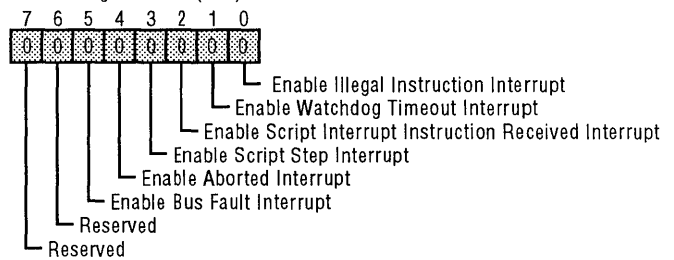 7 6 5 4 3 2 1 0
0 0 0 0 0 0 0 0
Enable Illegal Instruction Interrupt
Enable Watchdog Timeout Interrupt
Enable Script Interrupt Instruction Received Interrupt
Enable Script Step Interrupt
Enable Aborted Interrupt
Enable Bus Fault Interrupt
Reserved
Reserved